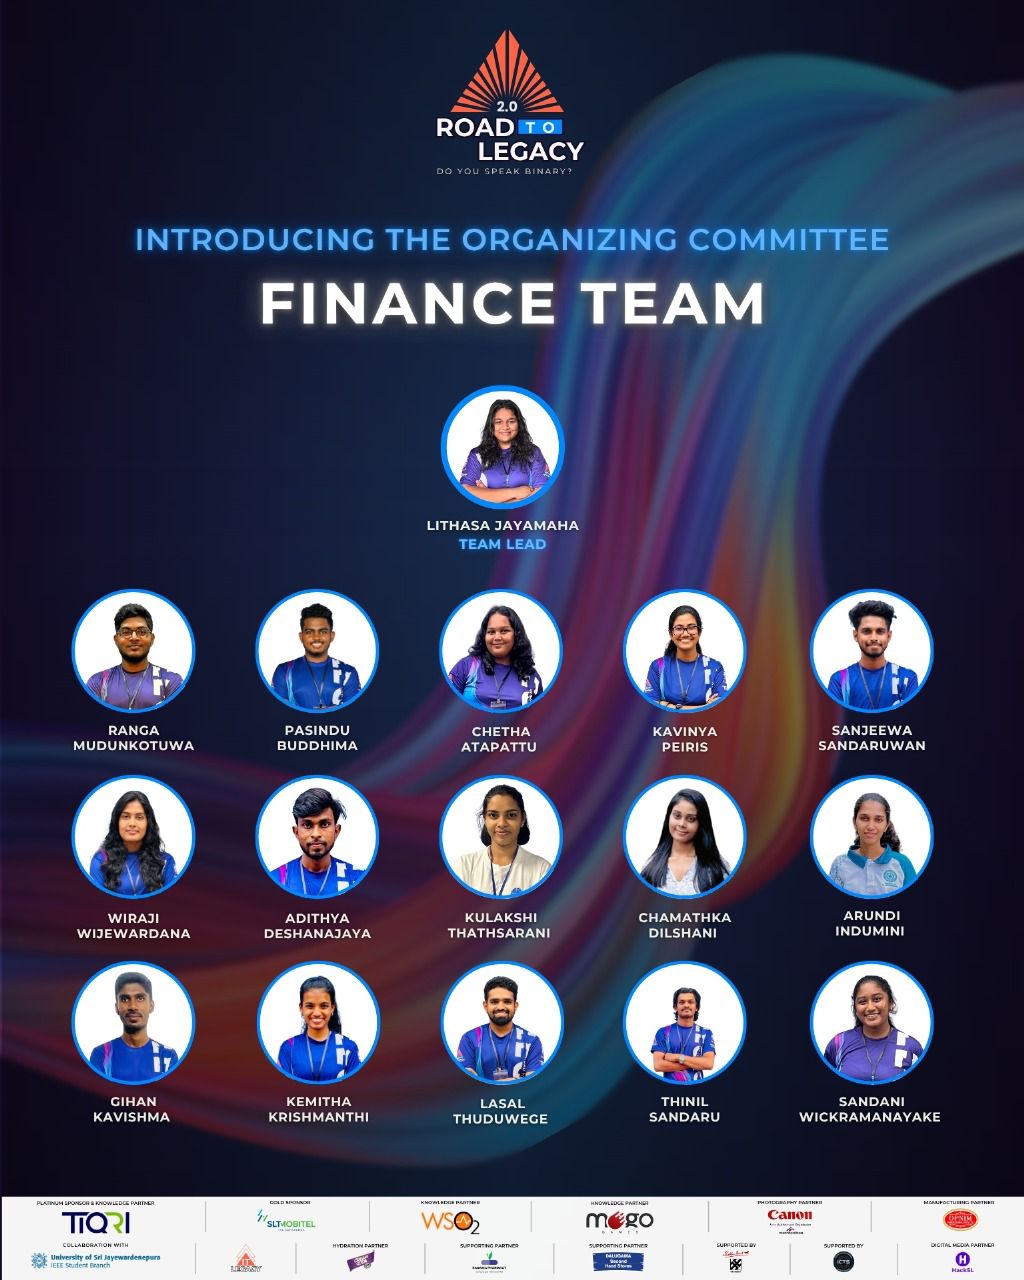 2.0
ROAD TO
LEGACY
DO YOU SPEAK BINARY?
INTRODUCING THE ORGANIZING COMMITTEE
FINANCE TEAM
LITHASA JAYAMAHA
TEAM LEAD
RANGA
MUDUNKOTUWA
PASINDU
BUDDHIMA
CHETHA
ATAPATTU
KAVINYA
PEIRIS
SANJEEWA
SANDARUWAN
WIRAJI
WIJEWARDANA
ADITHYA
DESHANAJAYA
KULAKSHI
THATHSARANI
CHAMATHKA
DILSHANI
ARUNDI
INDUMINI
GIHAN
KAVISHMA
KEMITHA
KRISHMANTHI
LASAL
THUDUWEGE
THINIL
SANDARU
SANDANI
WICKRAMANAYAKE
PLATINUM SPONSOR & KNOWLEDGE PARTNER
TIQRI
GOLD SPONSOR
SLTMOBITEL
KNOWLEDGE PARTNER
WSO2
KNOWLEDGE PARTNER
mogo
GAMES
PHOTOGRAPHY PARTNER
Canon
MANUFACTURING PARTNER
COLLABORATION WITH
University of Sri Jayewardenepura
IEEE Student Branch
LEGACY
HYDRATION PARTNER
SUPPORTING PARTNER
SUPPORTING PARTNER
DALUGAMA
Second
Hand Stores
SUPPORTED BY
SUPPORTED BY
ICTS
DIGITAL MEDIA PARTNER
HackSL